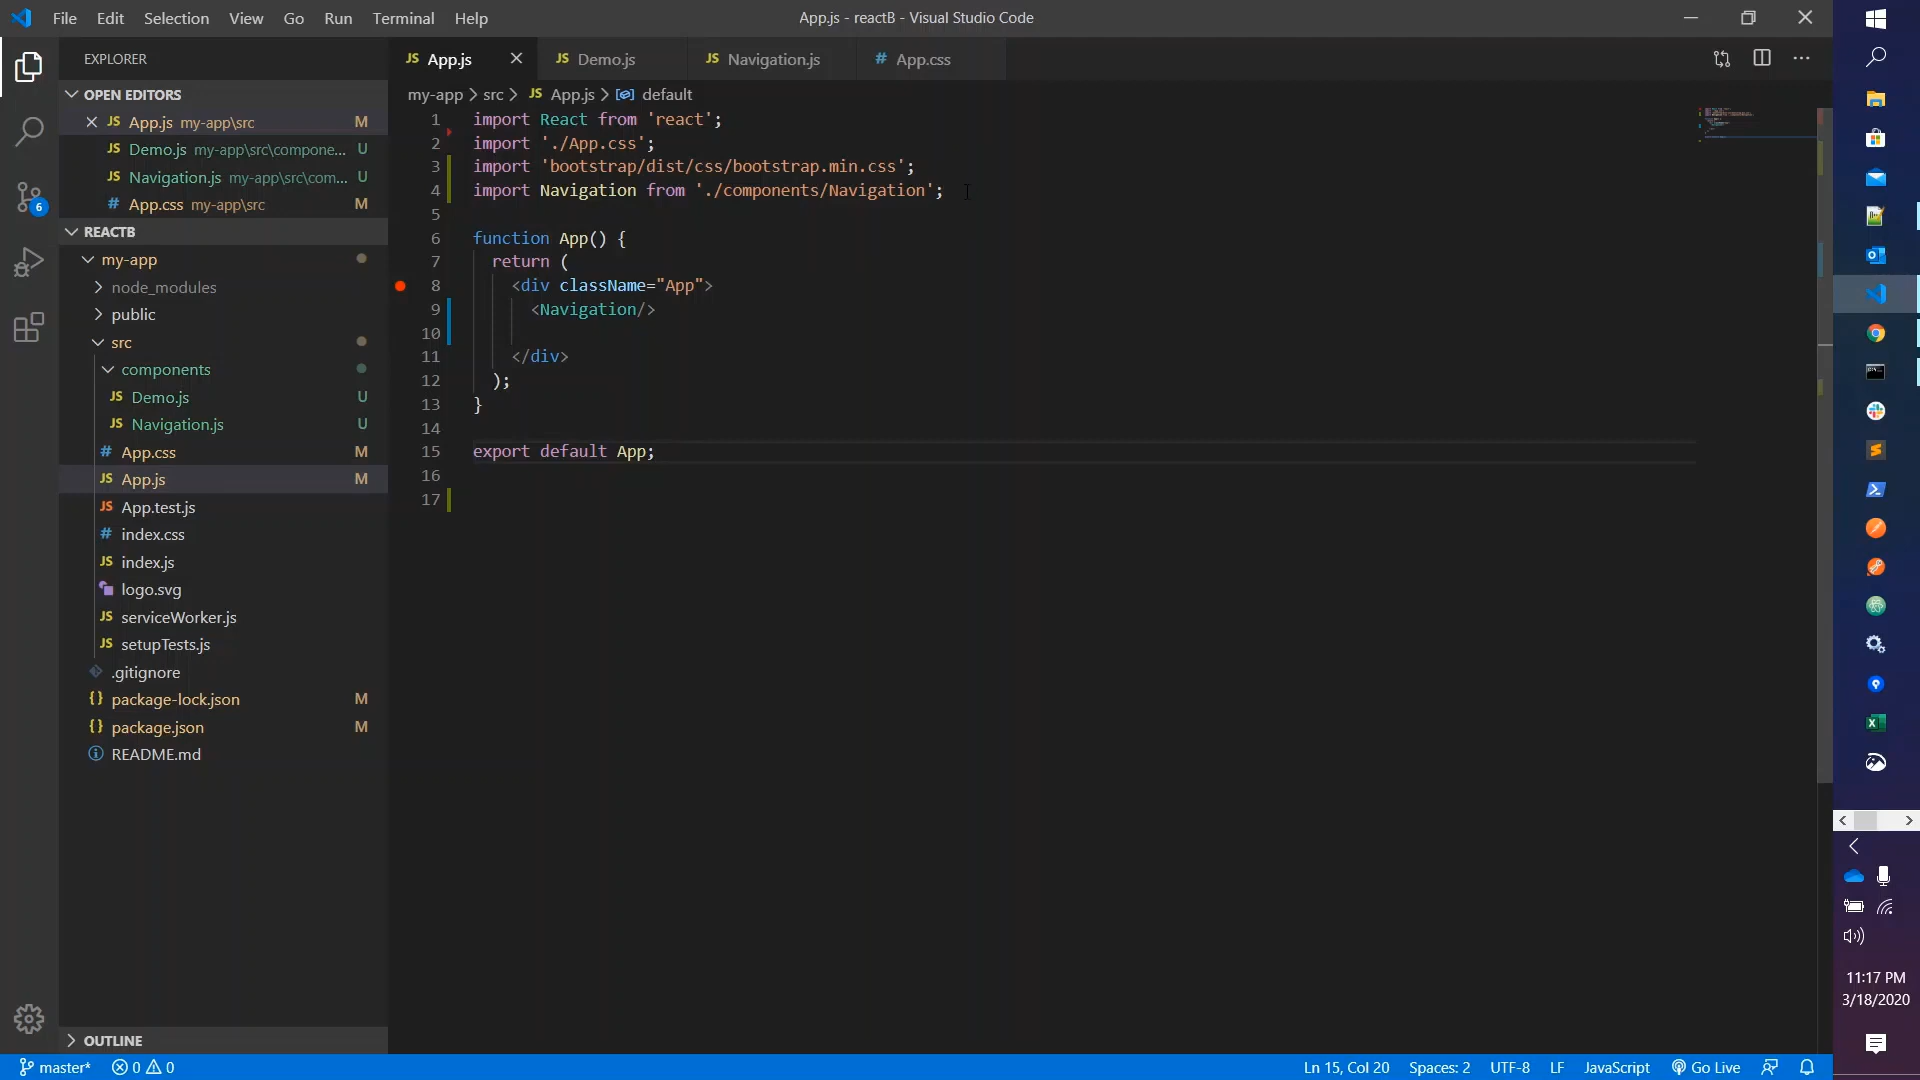 File Edit Selection View Go Run Terminal Help
App.js - reactB - Visual Studio Code
EXPLORER
OPEN EDITORS
App.js my-app\src M
Demo.js my-app\src\compone... U
Navigation.js my-app\src\com... U
App.css my-app\src M
REACTB
my-app
node_modules
public
src
components
Demo.js U
Navigation.js U
App.css M
App.js M
App.test.js
index.css
index.js
logo.svg
serviceWorker.js
setupTests.js
.gitignore
package-lock.json M
package.json M
README.md
OUTLINE
6
JS App.js
JS Demo.js
JS Navigation.js
# App.css
my-app > src > JS App.js > default
1 import React from 'react';
2 import './App.css';
3 import 'bootstrap/dist/css/bootstrap.min.css';
4 import Navigation from './components/Navigation';
5
6 function App() {
7 return (
8 <div className="App">
9 <Navigation/>
10
11 </div>
12 );
13 }
14
15 export default App;
16
17
master* 0 0
Ln 15, Col 20 Spaces: 2 UTF-8 LF JavaScript Go Live
11:17 PM
3/18/2020